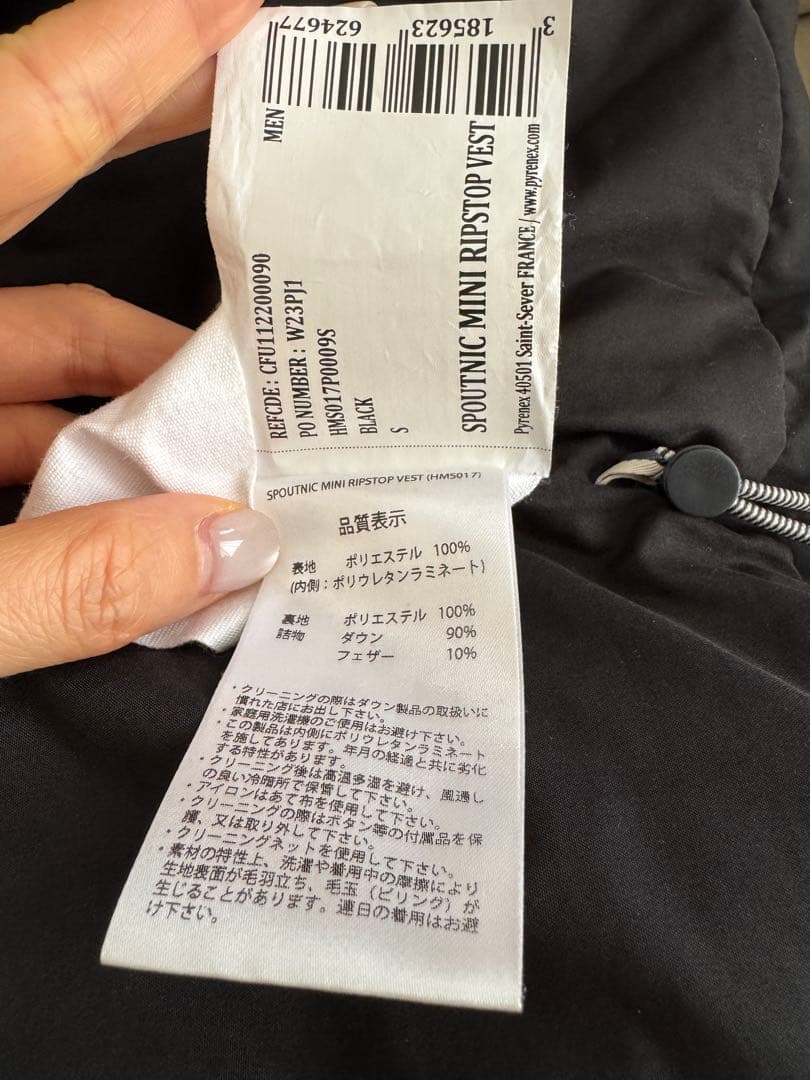 3 185623 624677
MEN
SPOUTNIC MINI RIPSTOP VEST
Pyrenex 40501 Saint-Sever FRANCE / www.pyrenex.com
REFCDE : CFU112200090
PO NUMBER : W23PJ1
HMS017P0009S
BLACK
S
SPOUTNIC MINI RIPSTOP VEST (HMS017)
品質表示
表地 ポリエステル 100%
(内側：ポリウレタンラミネート)
裏地 ポリエステル 100%
詰物 ダウン 90%
フェザー 10%
・クリーニングの際はダウン製品の取扱いに
慣れた店にお出し下さい。
・家庭用洗濯機のご使用はお避け下さい。
・この製品は内側にポリウレタンラミネート
を施してあります。年月の経過と共に劣化
する特性があります。
・クリーニング後は高温多湿を避け、風通し
の良い冷暗所で保管して下さい。
・アイロンはあて布を使用して下さい。
・クリーニングの際はボタン等の付属品を保
護、又は取り外して下さい。
・クリーニングネットを使用して下さい。
・素材の特性上、洗濯や着用中の摩擦により
生地表面が毛羽立ち、毛玉（ピリング）が
生じることがあります。連日の着用はお避
け下さい。